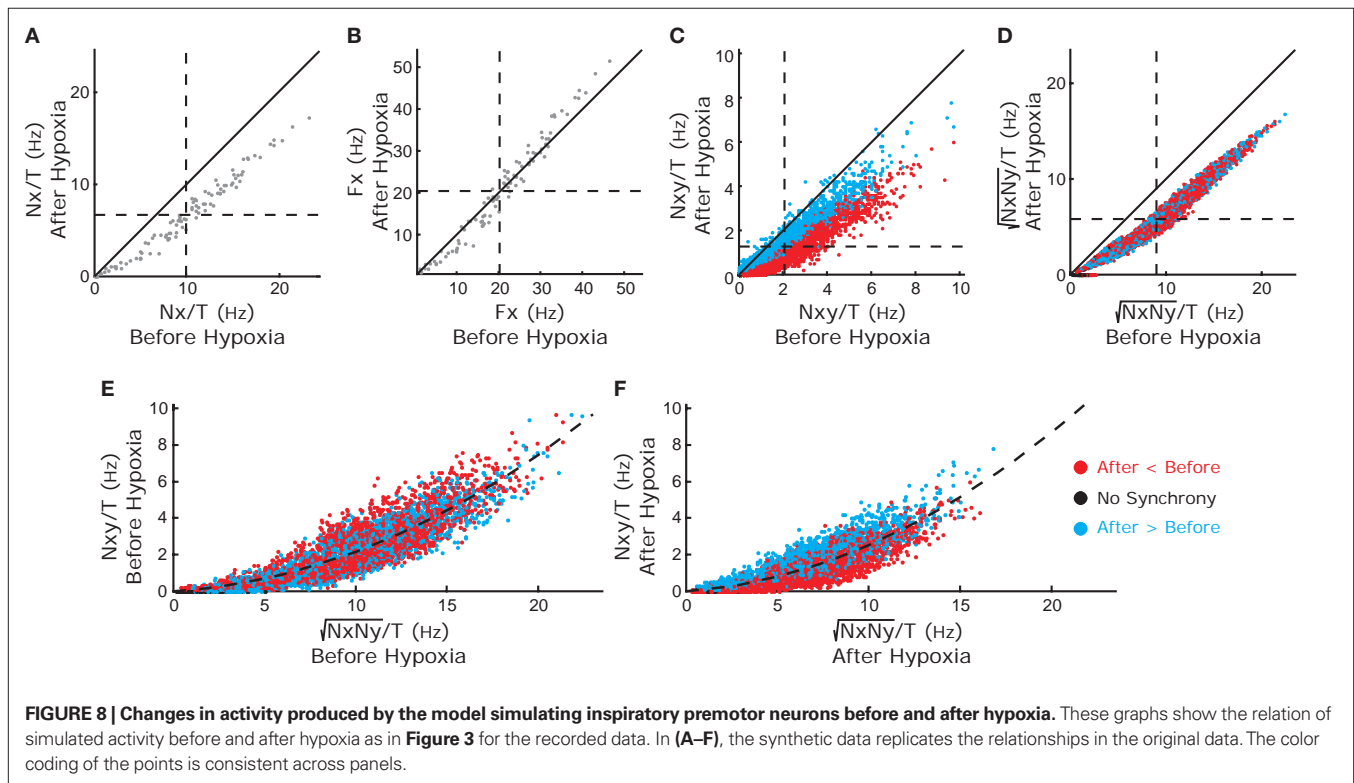 A
20
10
0
0
10
20
Nx/T (Hz)
After Hypoxia
Nx/T (Hz)
Before Hypoxia
B
50
40
30
20
10
10
20
30
40
50
Fx (Hz)
After Hypoxia
Fx (Hz)
Before Hypoxia
C
10
8
6
4
2
0
0
2
4
6
8
10
Nxy/T (Hz)
After Hypoxia
Nxy/T (Hz)
Before Hypoxia
D
20
10
0
0
10
20
√NxNy/T (Hz)
After Hypoxia
√NxNy/T (Hz)
Before Hypoxia
E
10
8
6
4
2
0
0
5
10
15
20
Nxy/T (Hz)
Before Hypoxia
√NxNy/T (Hz)
Before Hypoxia
F
10
8
6
4
2
0
0
5
10
15
20
Nxy/T (Hz)
After Hypoxia
√NxNy/T (Hz)
After Hypoxia
After < Before
No Synchrony
After > Before
FIGURE 8 | Changes in activity produced by the model simulating inspiratory premotor neurons before and after hypoxia. These graphs show the relation of
simulated activity before and after hypoxia as in Figure 3 for the recorded data. In (A–F), the synthetic data replicates the relationships in the original data. The color
coding of the points is consistent across panels.